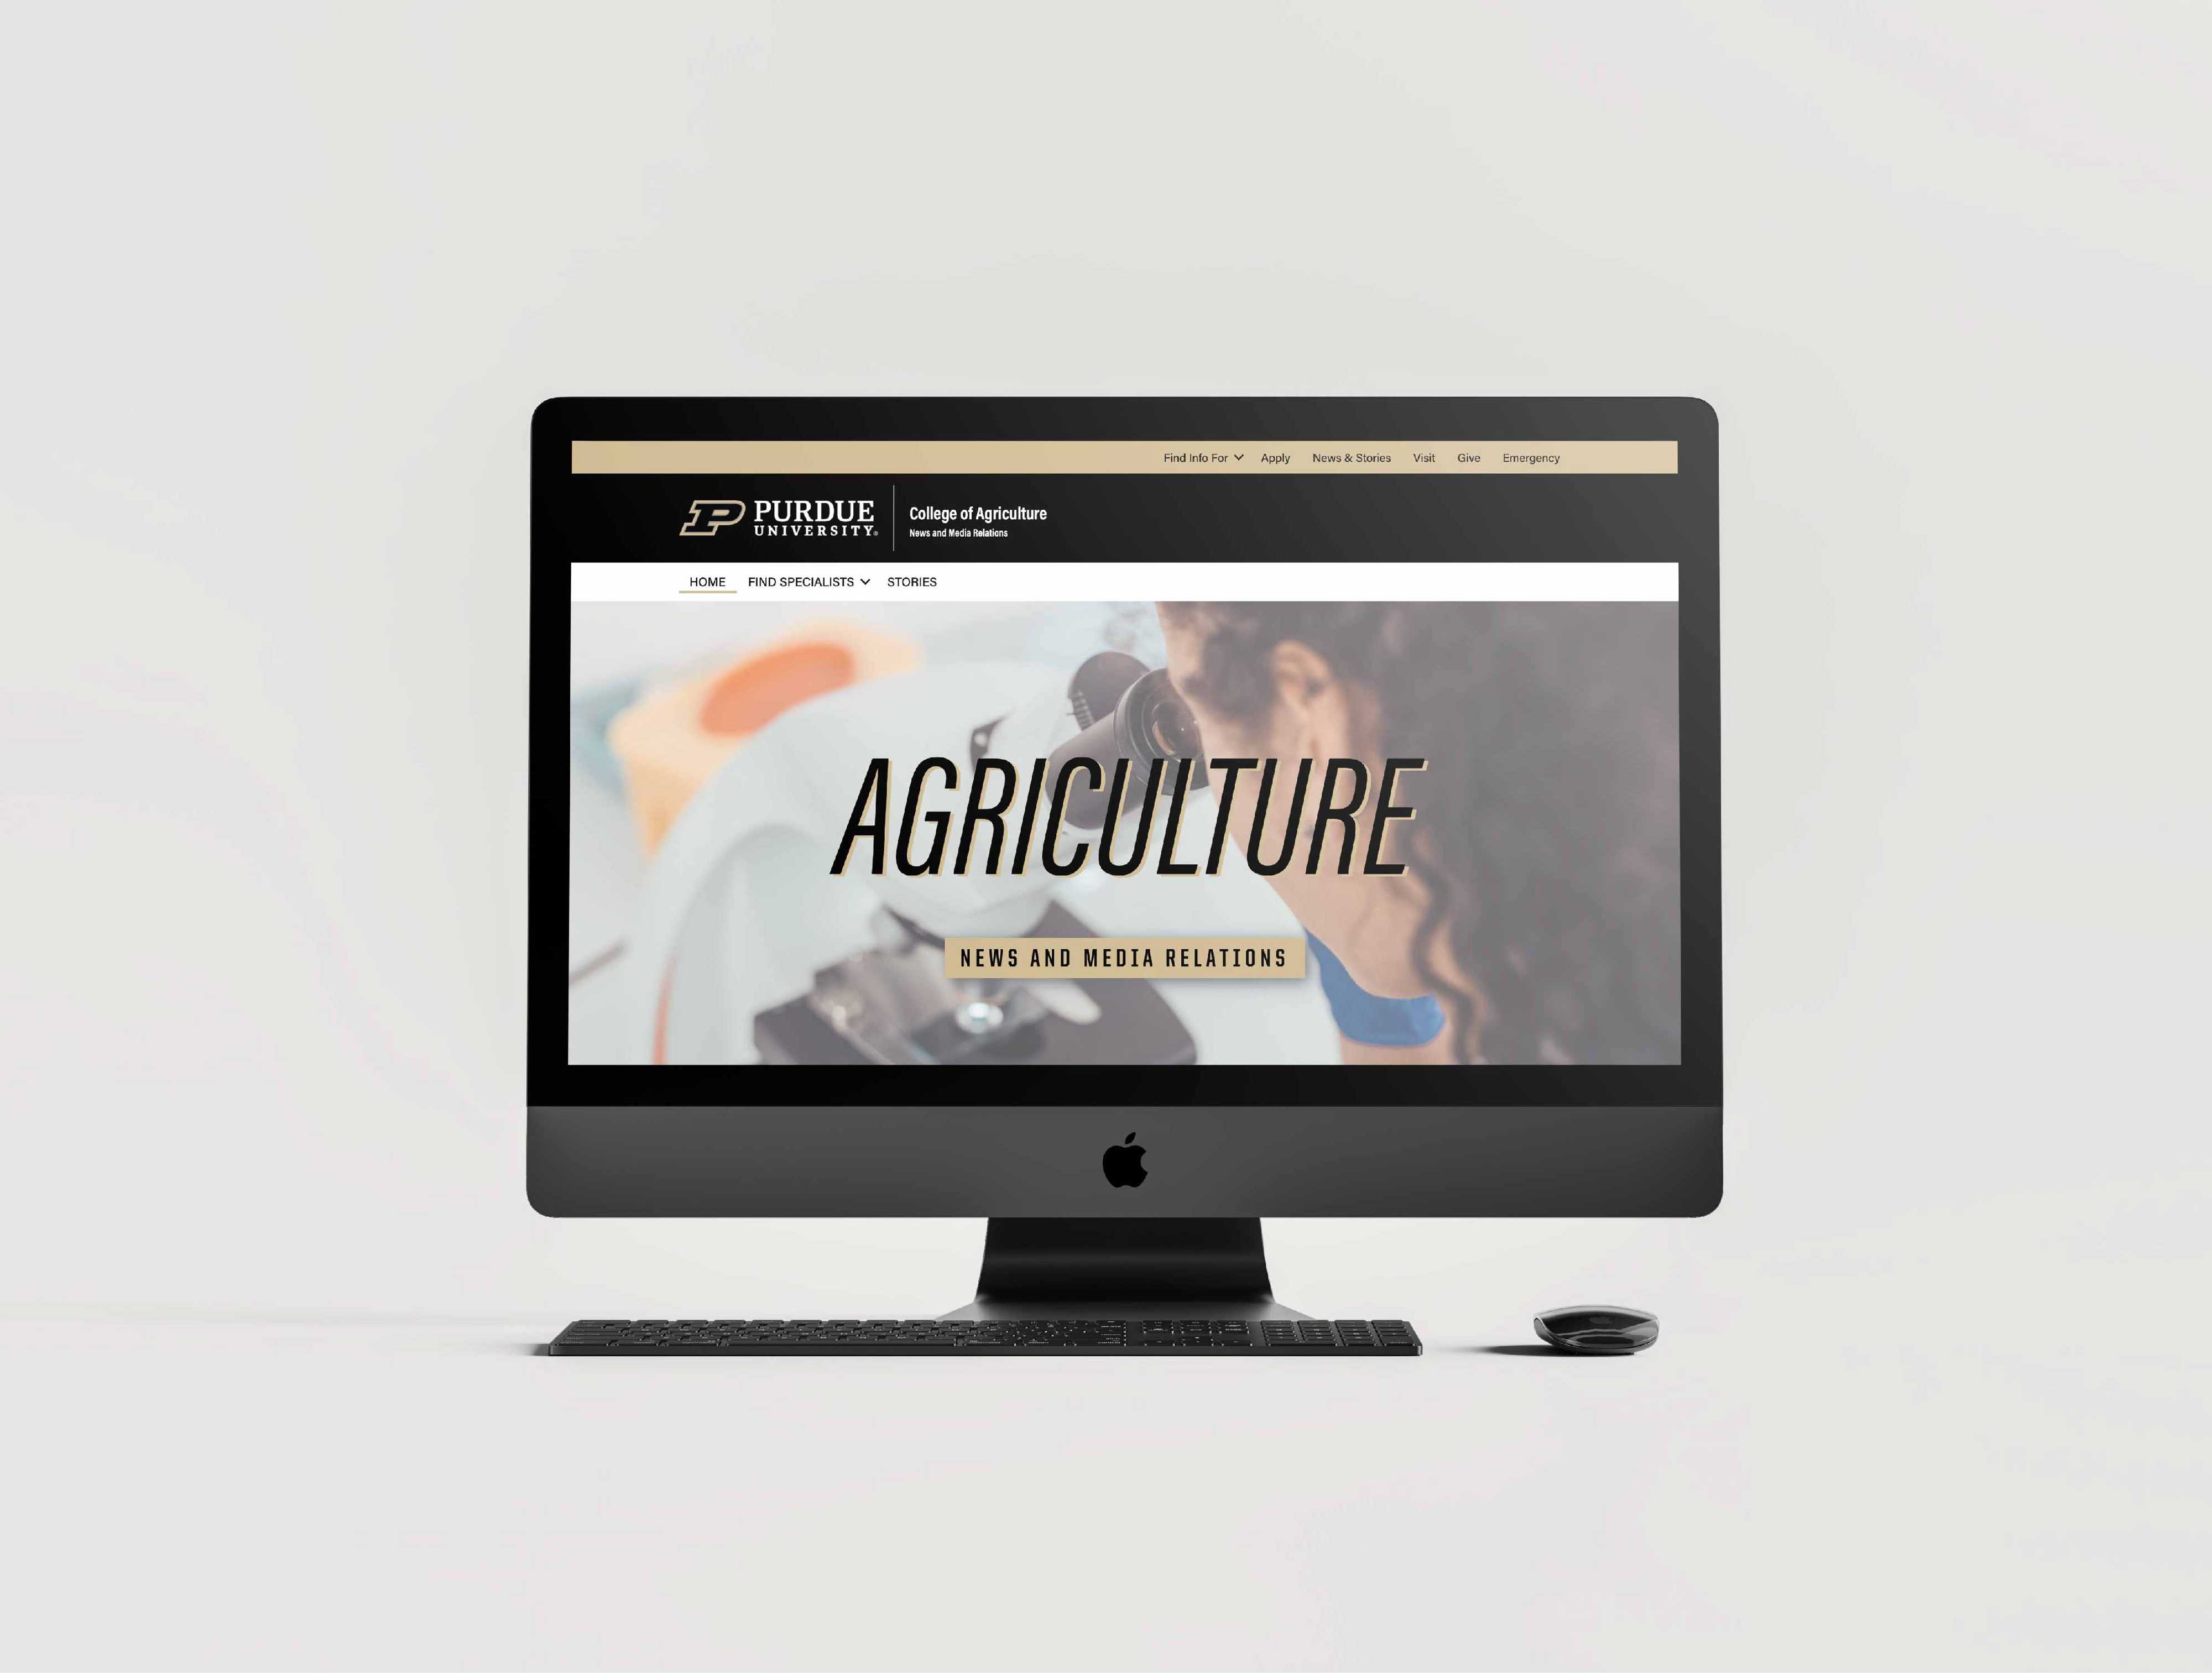 Find Info For Apply News & Stories Visit Give Emergency
PURDUE
UNIVERSITY®
College of Agriculture
News and Media Relations
HOME FIND SPECIALISTS STORIES
AGRICULTURE
NEWS AND MEDIA RELATIONS